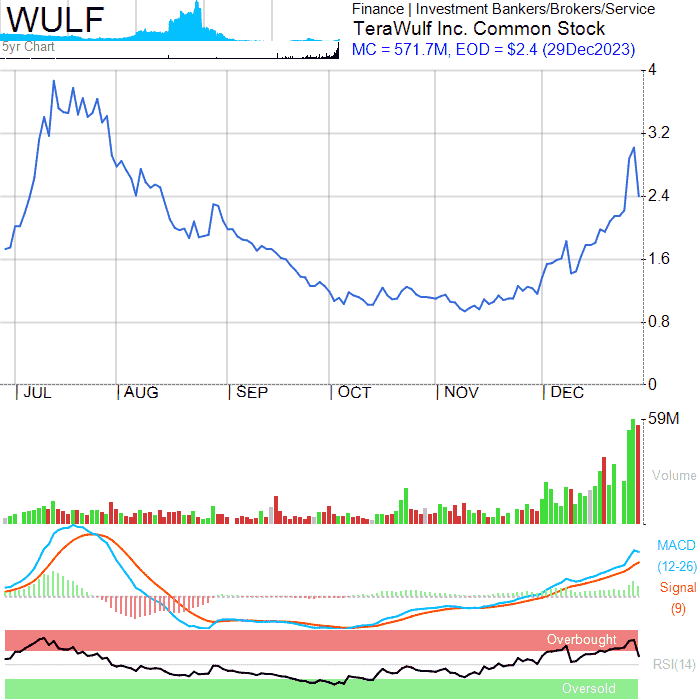 WULF
5yr Chart
Finance | Investment Bankers/Brokers/Service
TeraWulf Inc. Common Stock
MC = 571.7M, EOD = $2.4 (29Dec2023)
4
3.2
2.4
1.6
0.8
0
JUL
AUG
SEP
OCT
NOV
DEC
59M
Volume
MACD
(12-26)
Signal
(9)
Overbought
RSI(14)
Oversold